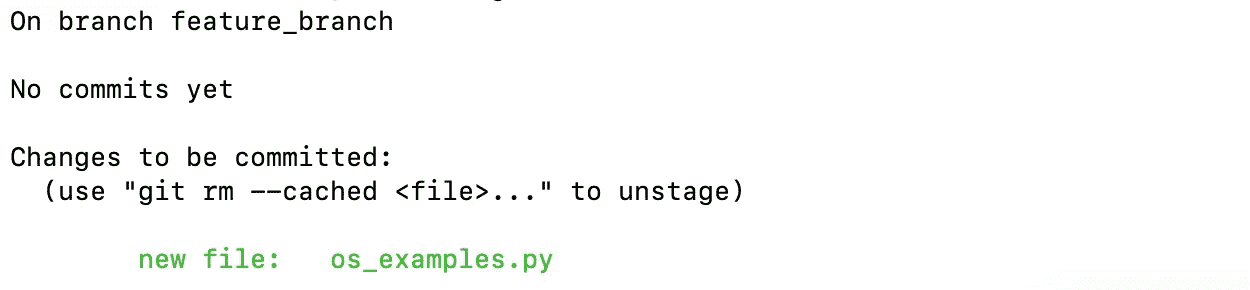 On branch feature_branch
No commits yet
Changes to be committed:
(use "git rm --cached <file>..." to unstage)
new file: os_examples.py